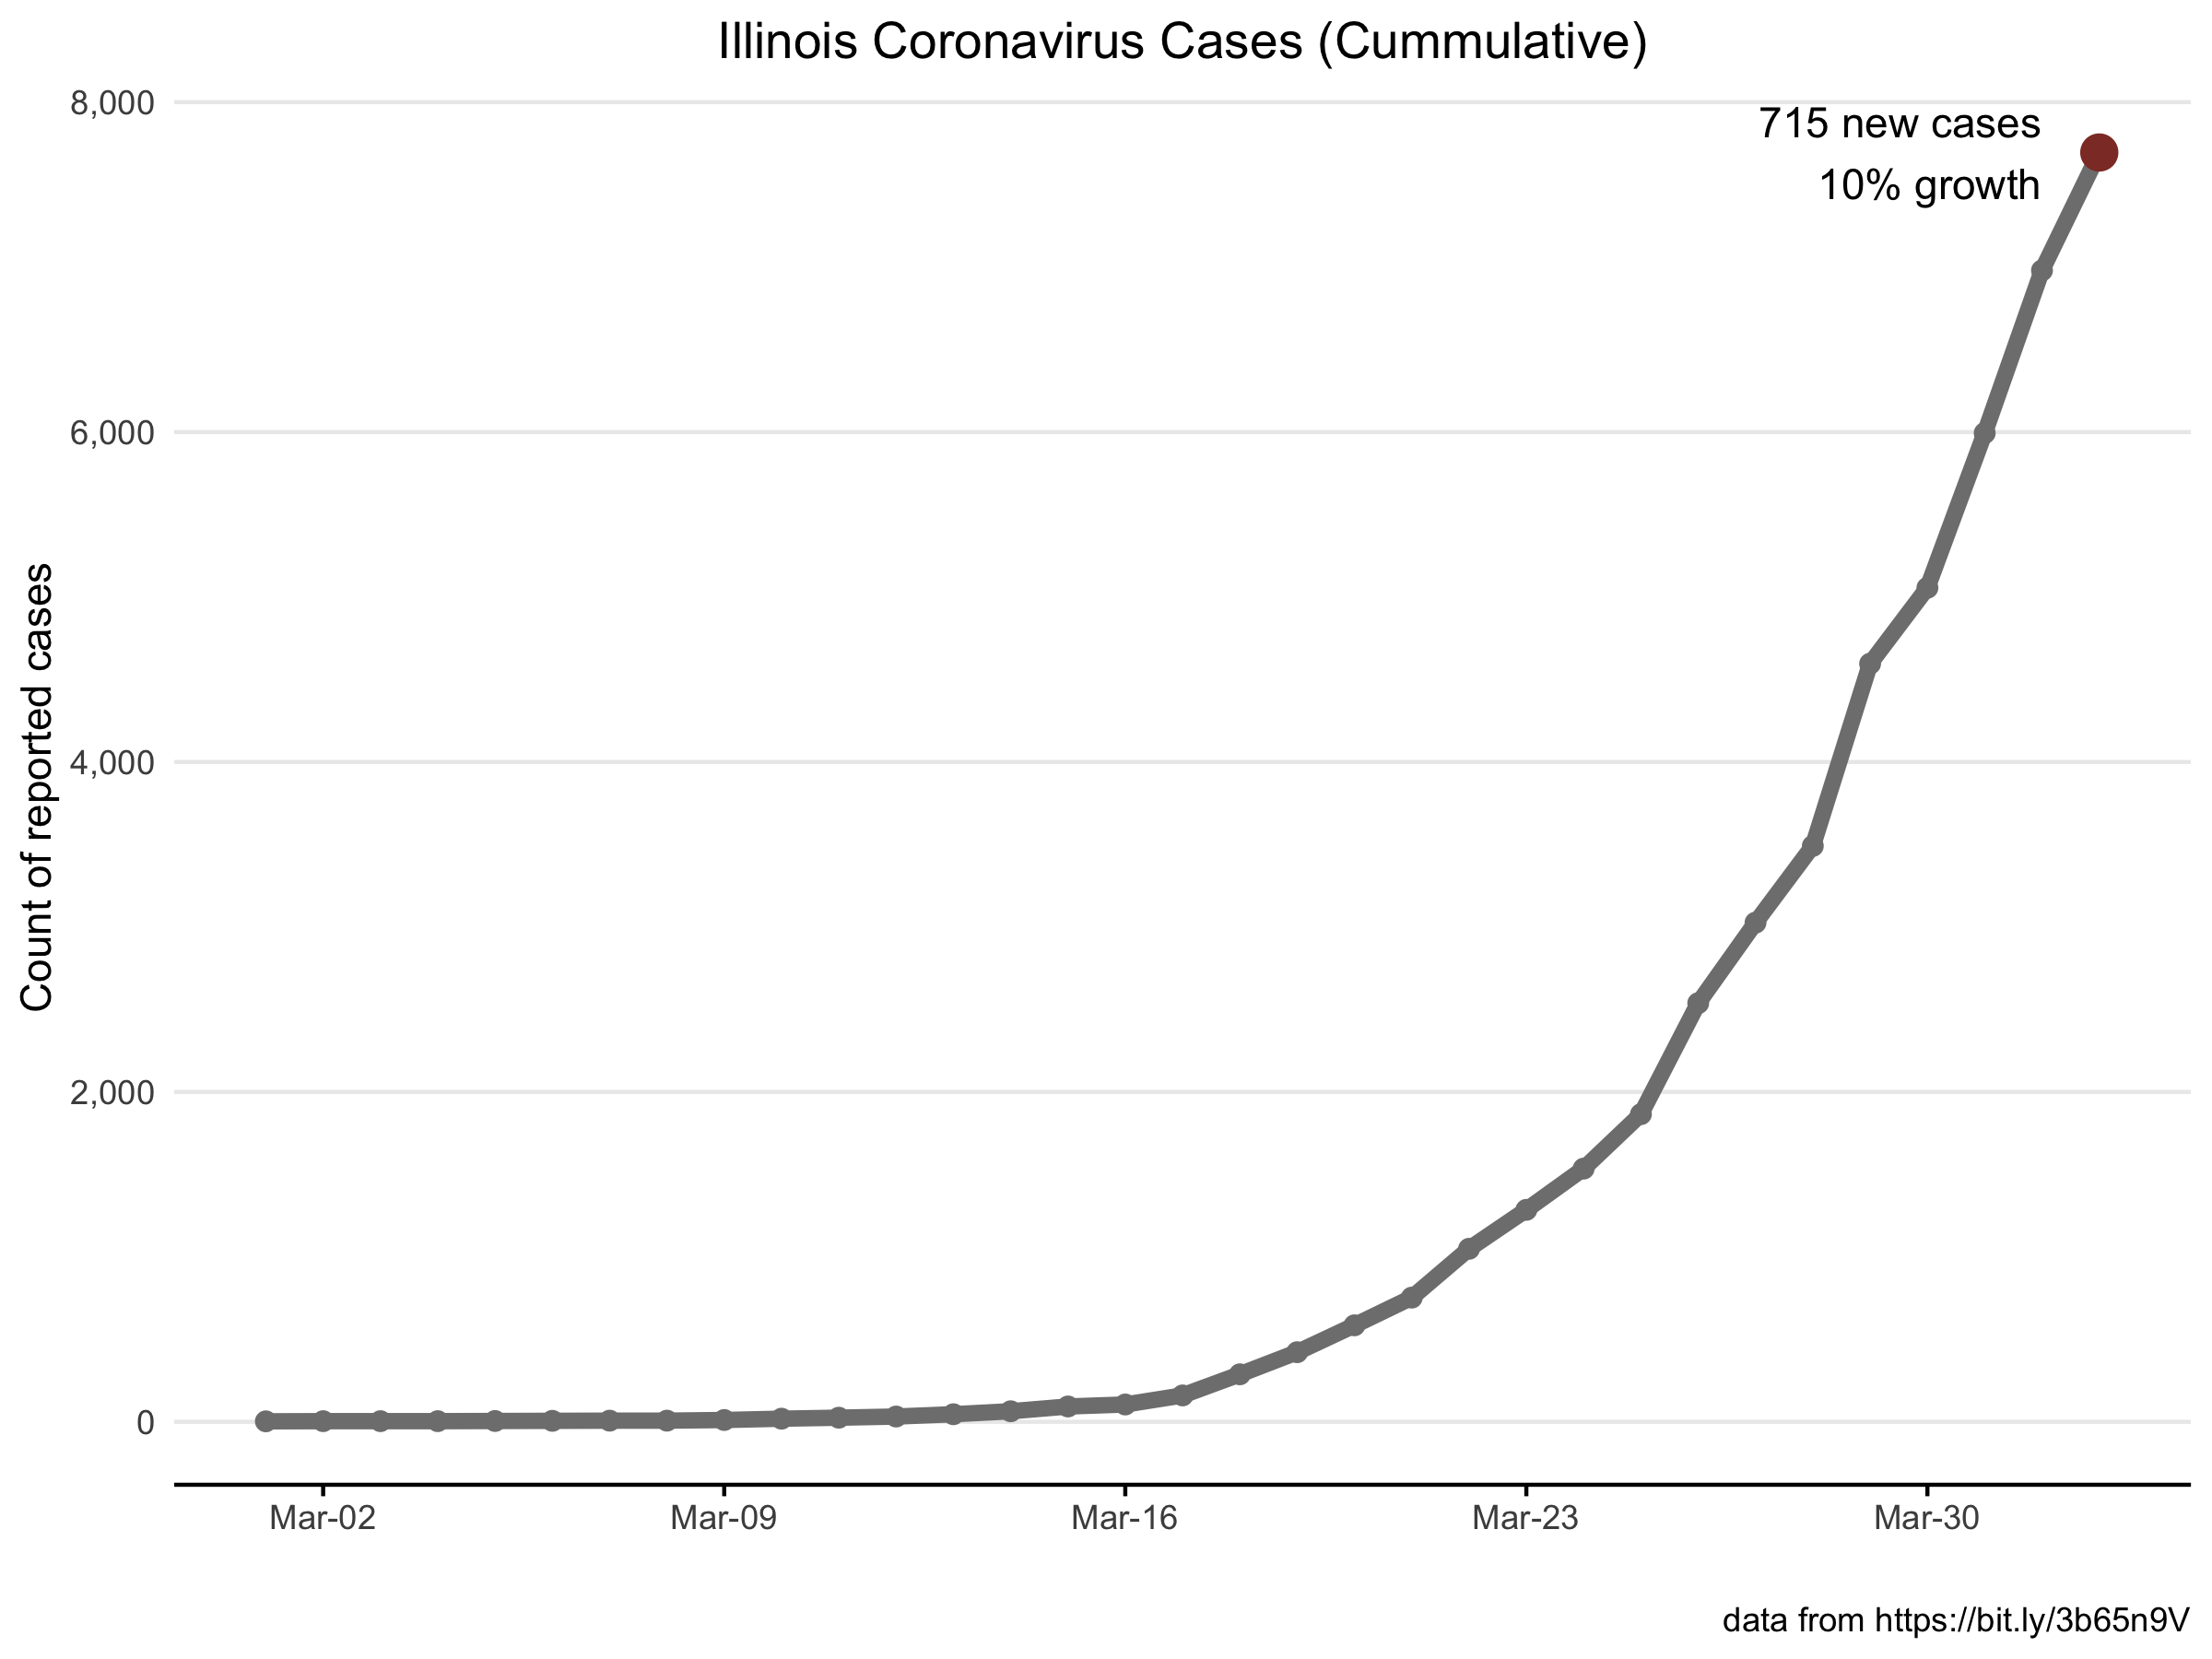 Illinois Coronavirus Cases (Cummulative)
8,000
715 new cases
10% growth
6,000
Count of reported cases
4,000
2,000
0
Mar-02 Mar-09 Mar-16 Mar-23 Mar-30
data from https://bit.ly/3b65n9V